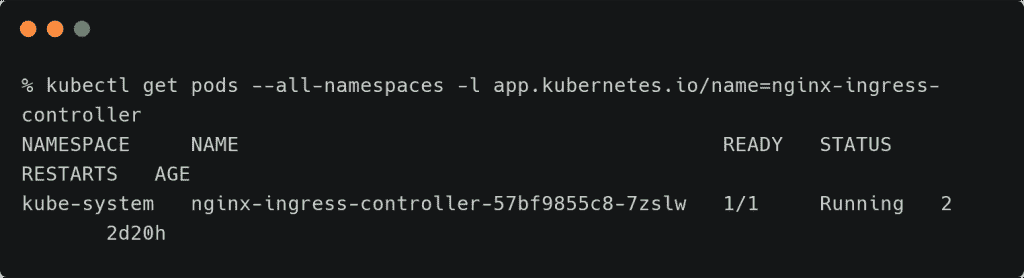 % kubectl get pods --all-namespaces -l app.kubernetes.io/name=nginx-ingress-
controller
NAMESPACE     NAME                                        READY   STATUS
RESTARTS   AGE
kube-system   nginx-ingress-controller-57bf9855c8-7zslw   1/1     Running   2
       2d20h